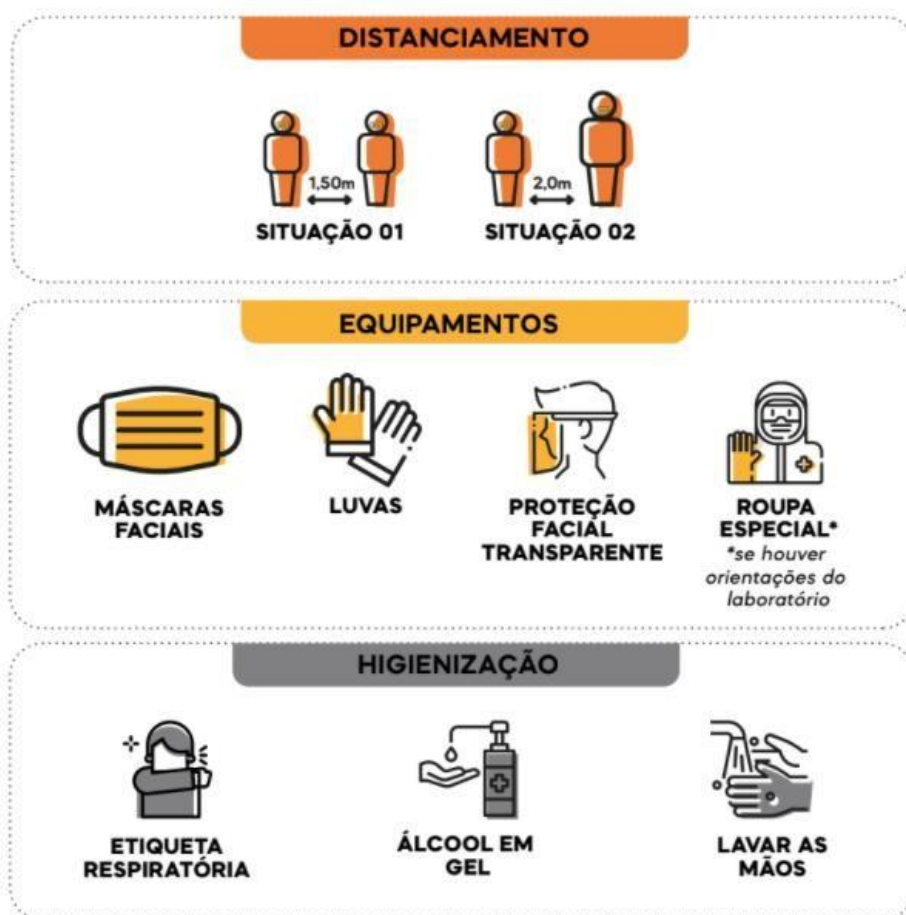 DISTANCIAMENTO
1,50m
2,0m
SITUAÇÃO 01
SITUAÇÃO 02
EQUIPAMENTOS
MÁSCARAS
FACIAIS
LUVAS
PROTEÇÃO
FACIAL
TRANSPARENTE
ROUPA
ESPECIAL*
*se houver
orientações do
laboratório
HIGIENIZAÇÃO
ETIQUETA
RESPIRATÓRIA
ÁLCOOL EM
GEL
LAVAR AS
MÃOS